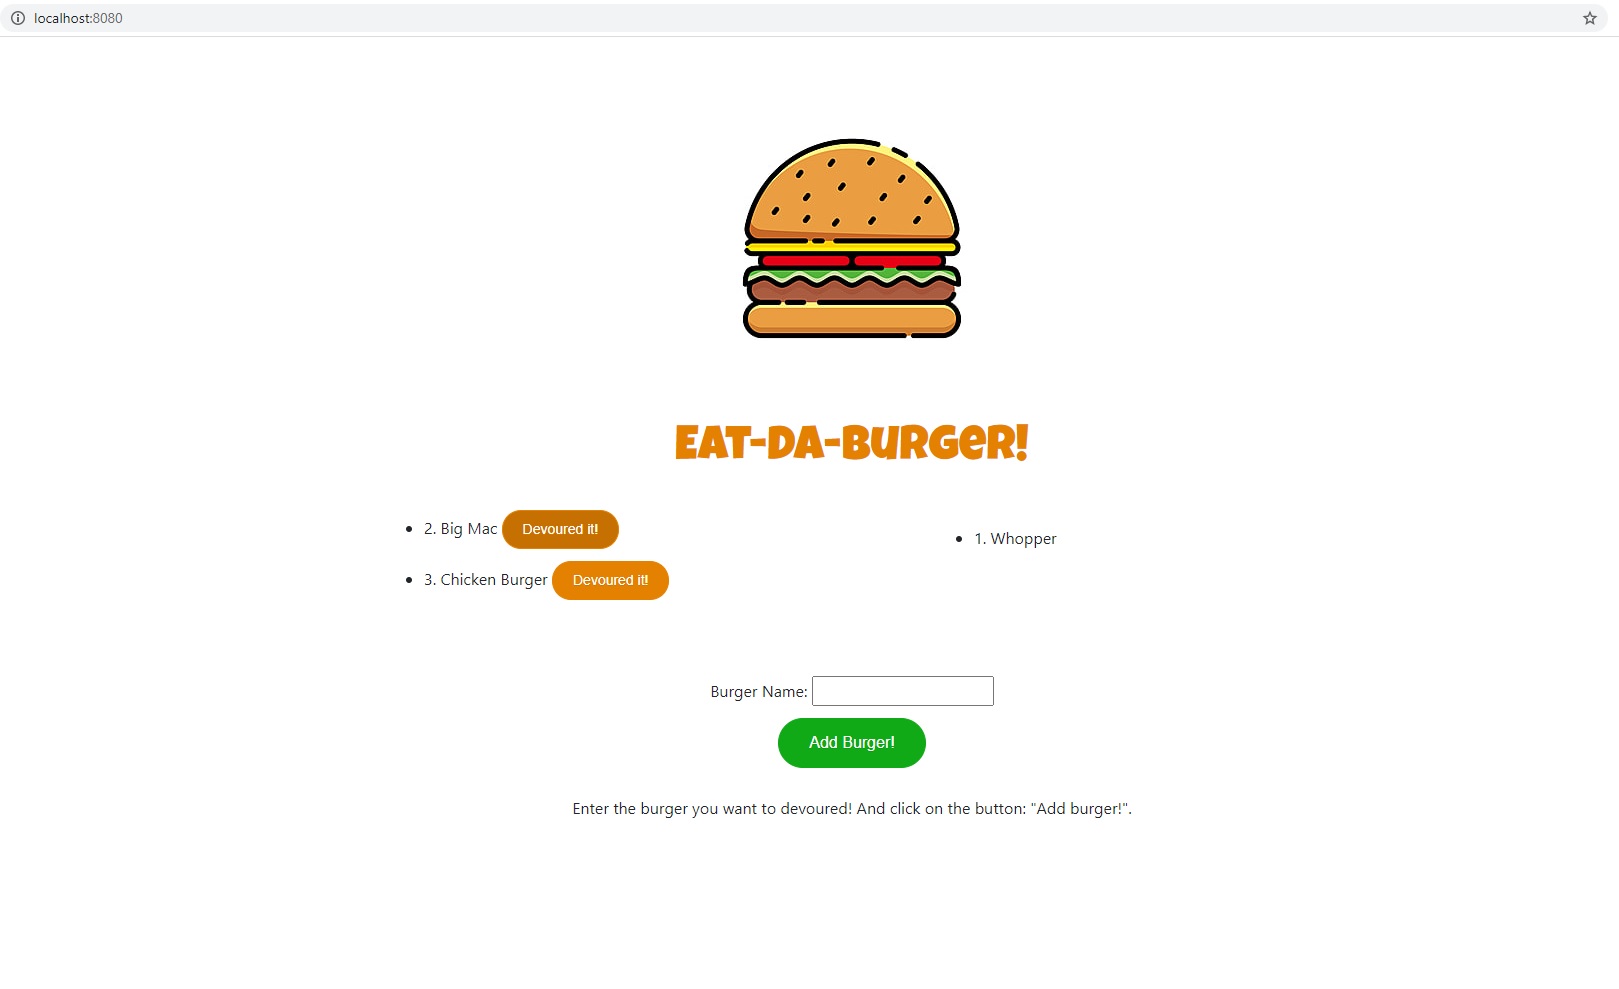 localhost:8080
EAT-DA-BURGER!
2. Big Mac Devoured it!
3. Chicken Burger Devoured it!
1. Whopper
Burger Name:
Add Burger!
Enter the burger you want to devoured! And click on the button: "Add burger!".